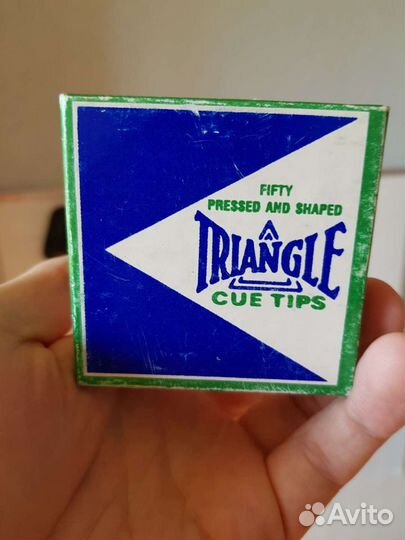 FIFTY
PRESSED AND SHAPED
TRIANGLE
CUE TIPS
Avito